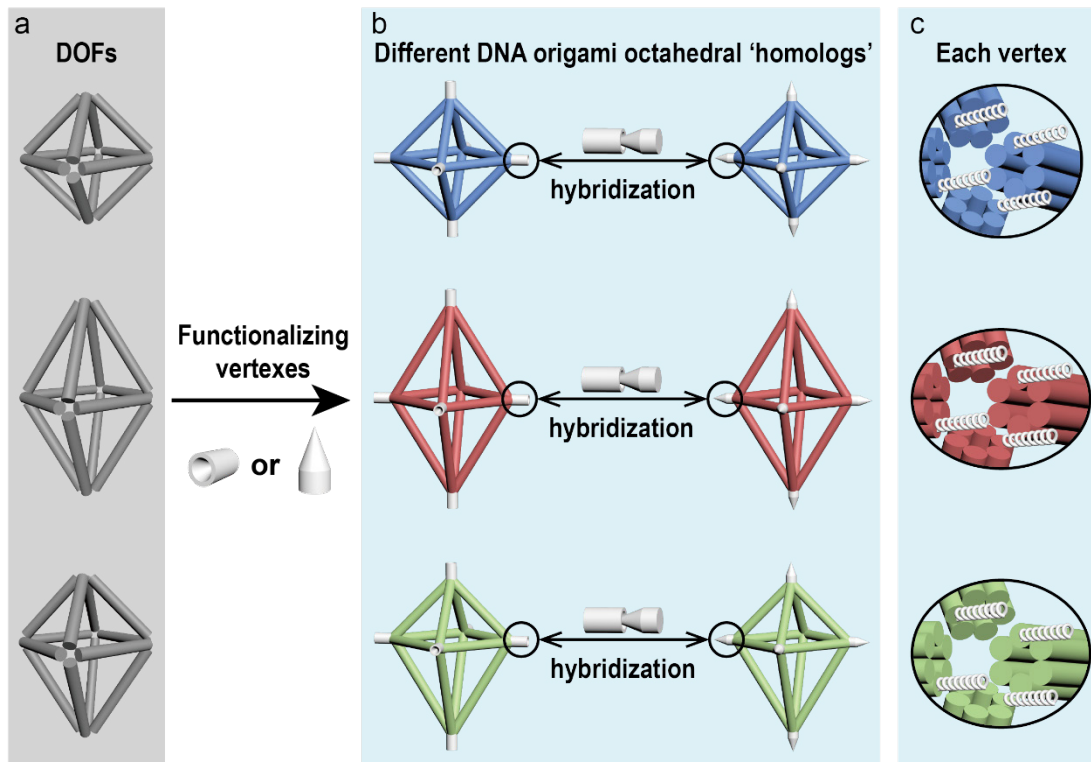 a
DOFs
Functionalizing
vertexes
or
b
Different DNA origami octahedral ‘homologs’
hybridization
hybridization
hybridization
c
Each vertex